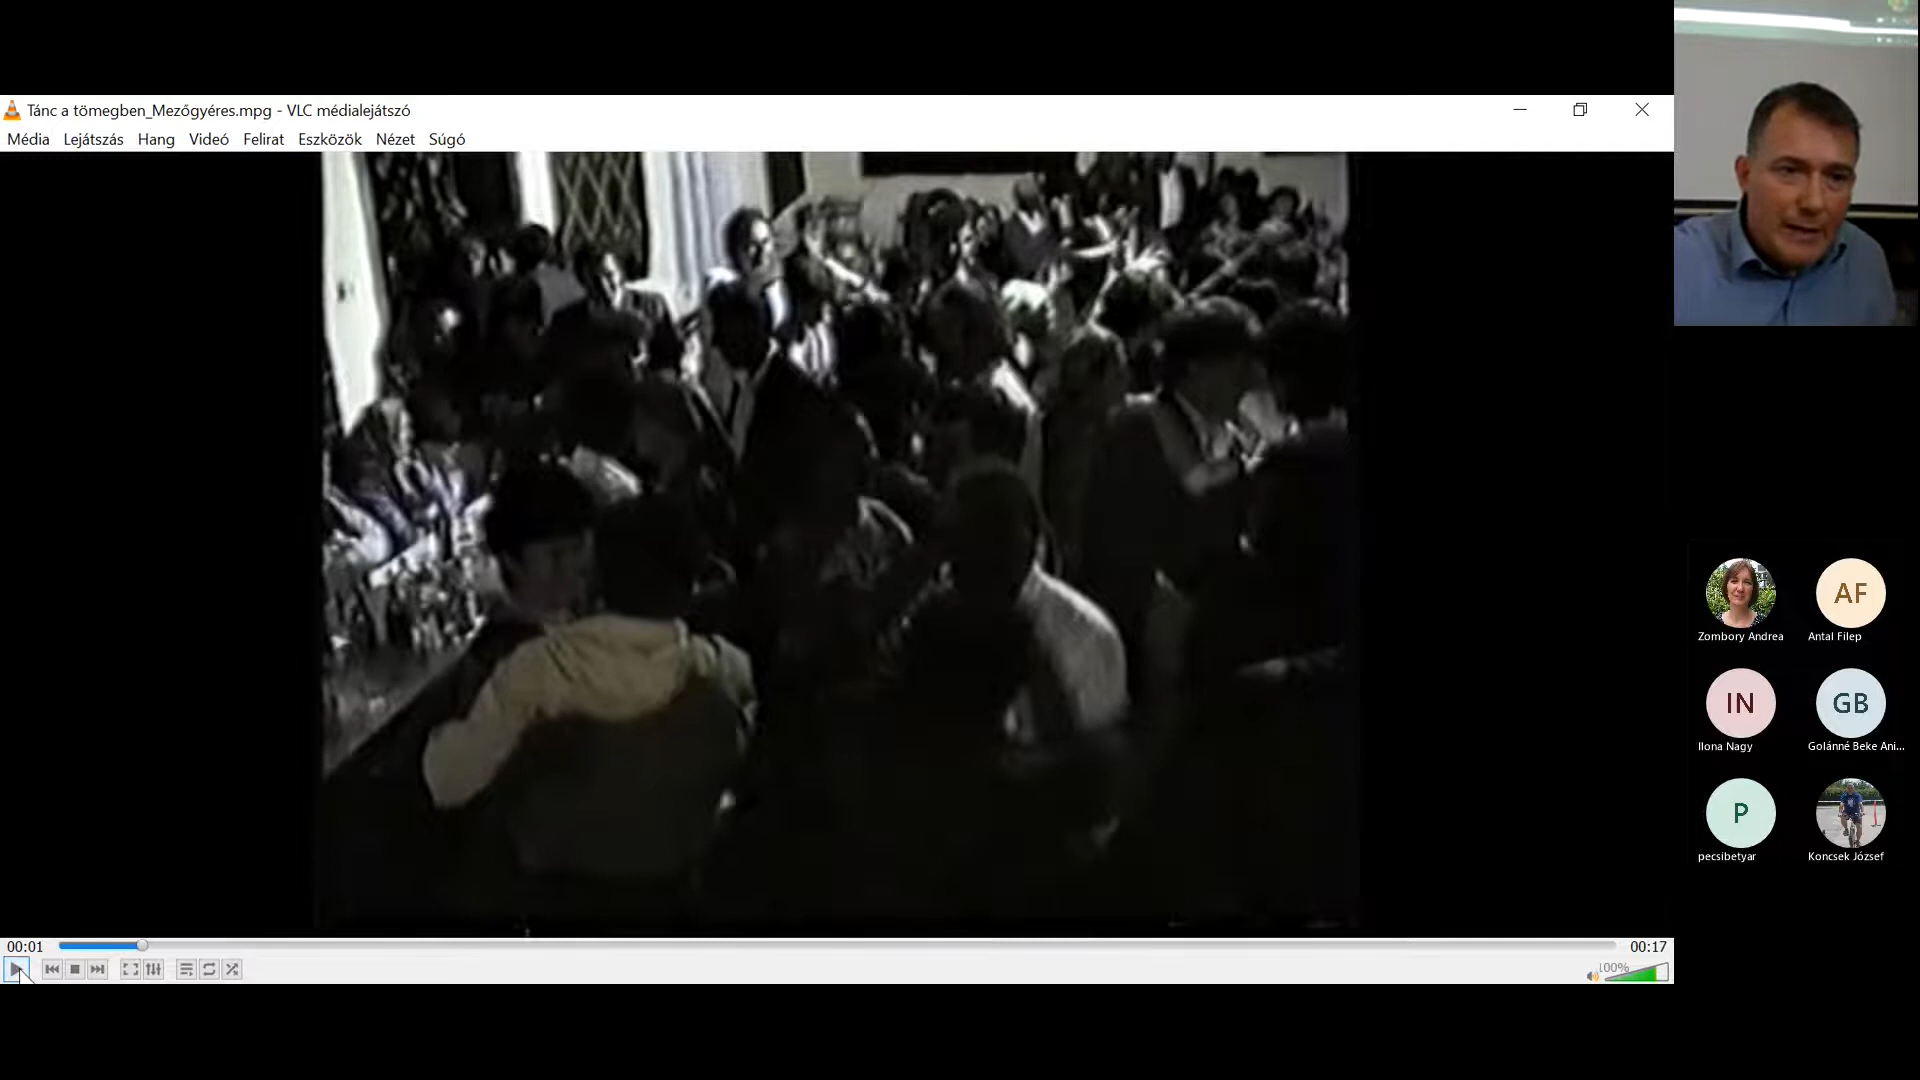 Tánc a tömegben_Mezőgyéres.mpg - VLC médialejátszó
Média Lejátszás Hang Videó Felirat Eszközök Nézet Súgó
00:01
00:17
100%
Zombory Andrea
AF
Antal Filep
IN
Ilona Nagy
GB
Golánné Beke Ani...
P
pecsibetyar
Koncsek József